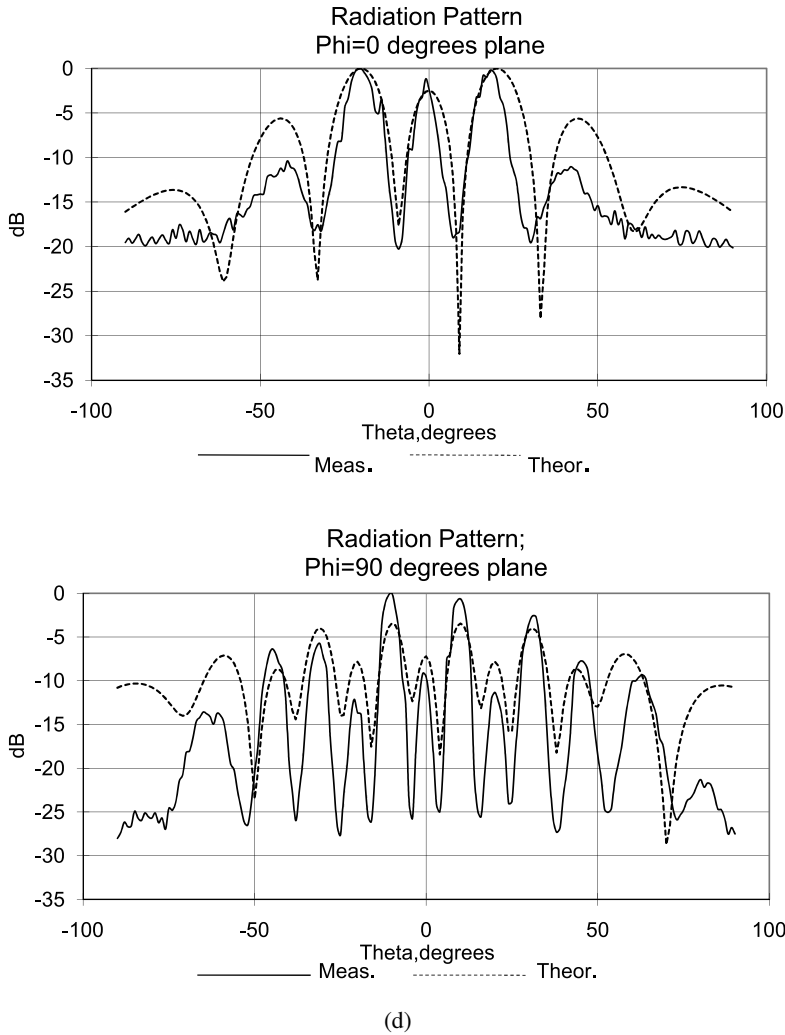 Radiation Pattern
Phi=0 degrees plane
0
-5
-10
-15
-20
-25
-30
-35
dB
-100 -50 0 50 100
Theta,degrees
Meas. Theor.
Radiation Pattern;
Phi=90 degrees plane
0
-5
-10
-15
-20
-25
-30
-35
dB
-100 -50 0 50 100
Theta,degrees
Meas. Theor.
(d)